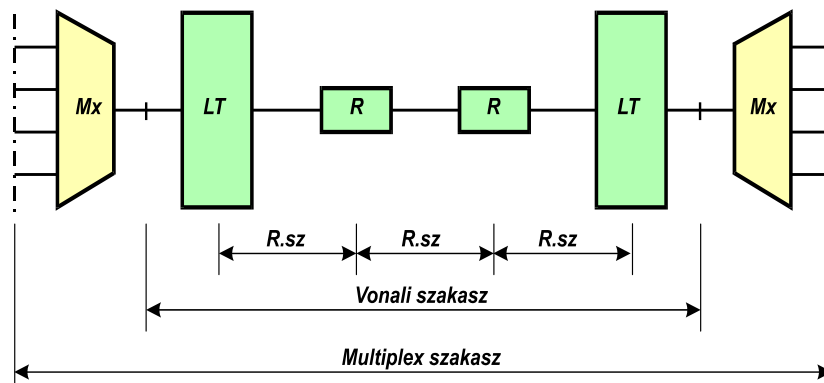 Mx
LT
R
R
LT
Mx
R.sz
R.sz
R.sz
Vonali szakasz
Multiplex szakasz